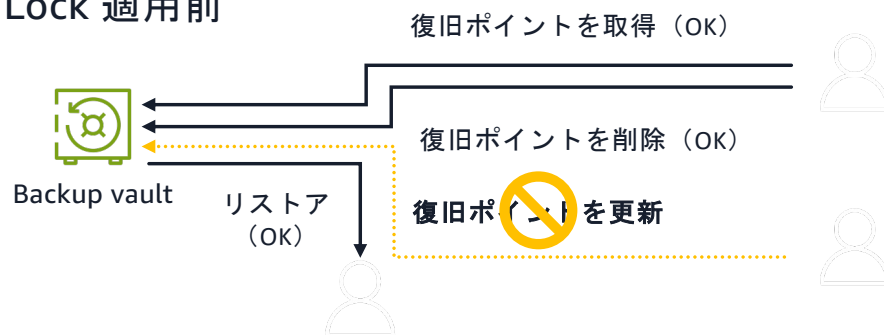 Lock 適用前
復旧ポイントを取得（OK）
復旧ポイントを削除（OK）
Backup vault
リストア
（OK）
復旧ポイントを更新